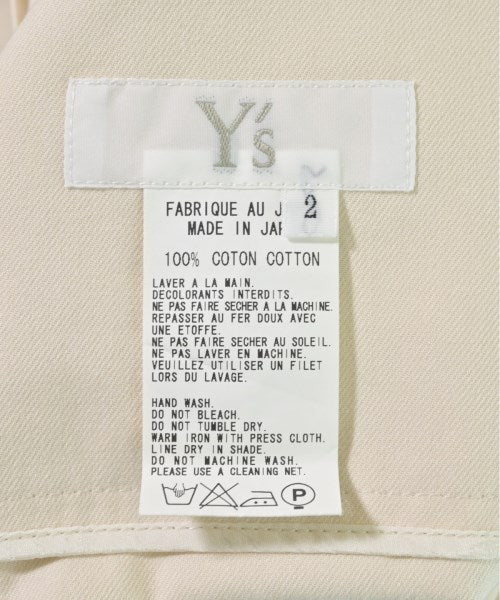 Y's
2
FABRIQUE AU J
MADE IN JAP
100% COTON COTTON
LAVER A LA MAIN.
DECOLORANTS INTERDITS.
NE PAS FAIRE SECHER A LA MACHINE.
REPASSER AU FER DOUX AVEC
UNE ETOFFE.
NE PAS FAIRE SECHER AU SOLEIL.
NE PAS LAVER EN MACHINE.
VEUILLEZ UTILISER UN FILET
LORS DU LAVAGE.
HAND WASH.
DO NOT BLEACH.
DO NOT TUMBLE DRY.
WARM IRON WITH PRESS CLOTH.
LINE DRY IN SHADE.
DO NOT MACHINE WASH.
PLEASE USE A CLEANING NET.
P